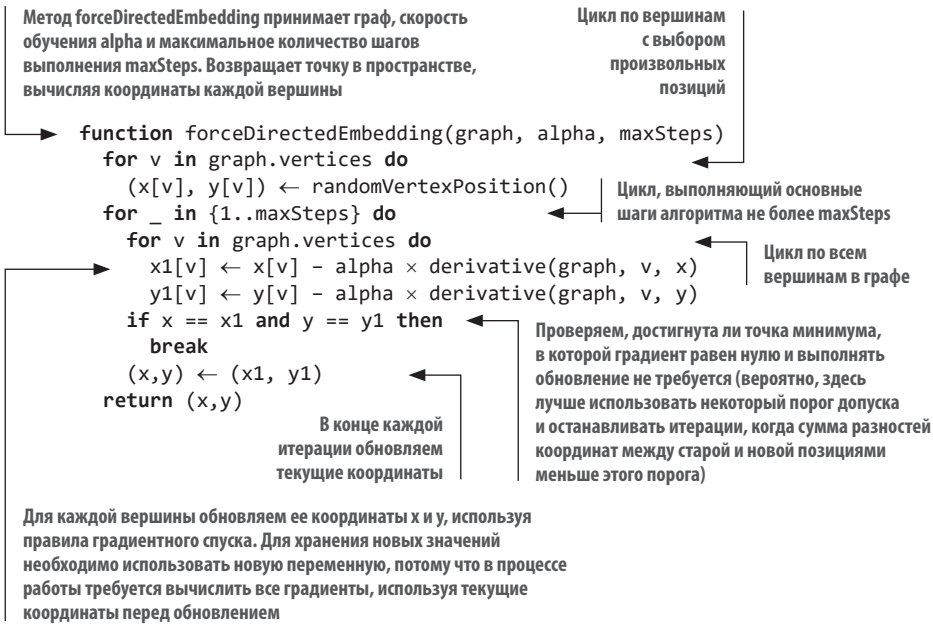 Метод forceDirectedEmbedding принимает граф, скорость
обучения alpha и максимальное количество шагов
выполнения maxSteps. Возвращает точку в пространстве,
вычисляя координаты каждой вершины
Цикл по вершинам
с выбором
произвольных
позиций
function forceDirectedEmbedding(graph, alpha, maxSteps)
for v in graph.vertices do
(x[v], y[v]) ← randomVertexPosition()
for _ in {1..maxSteps} do
for v in graph.vertices do
x1[v] ← x[v] – alpha × derivative(graph, v, x)
y1[v] ← y[v] – alpha × derivative(graph, v, y)
if x == x1 and y == y1 then
break
(x,y) ← (x1, y1)
return (x,y)
Цикл, выполняющий основные
шаги алгоритма не более maxSteps
Цикл по всем
вершинам в графе
Проверяем, достигнута ли точка минимума,
в которой градиент равен нулю и выполнять
обновление не требуется (вероятно, здесь
лучше использовать некоторый порог допуска
и останавливать итерации, когда сумма разностей
координат между старой и новой позициями
меньше этого порога)
В конце каждой
итерации обновляем
текущие координаты
Для каждой вершины обновляем ее координаты x и y, используя
правила градиентного спуска. Для хранения новых значений
необходимо использовать новую переменную, потому что в процессе
работы требуется вычислить все градиенты, используя текущие
координаты перед обновлением